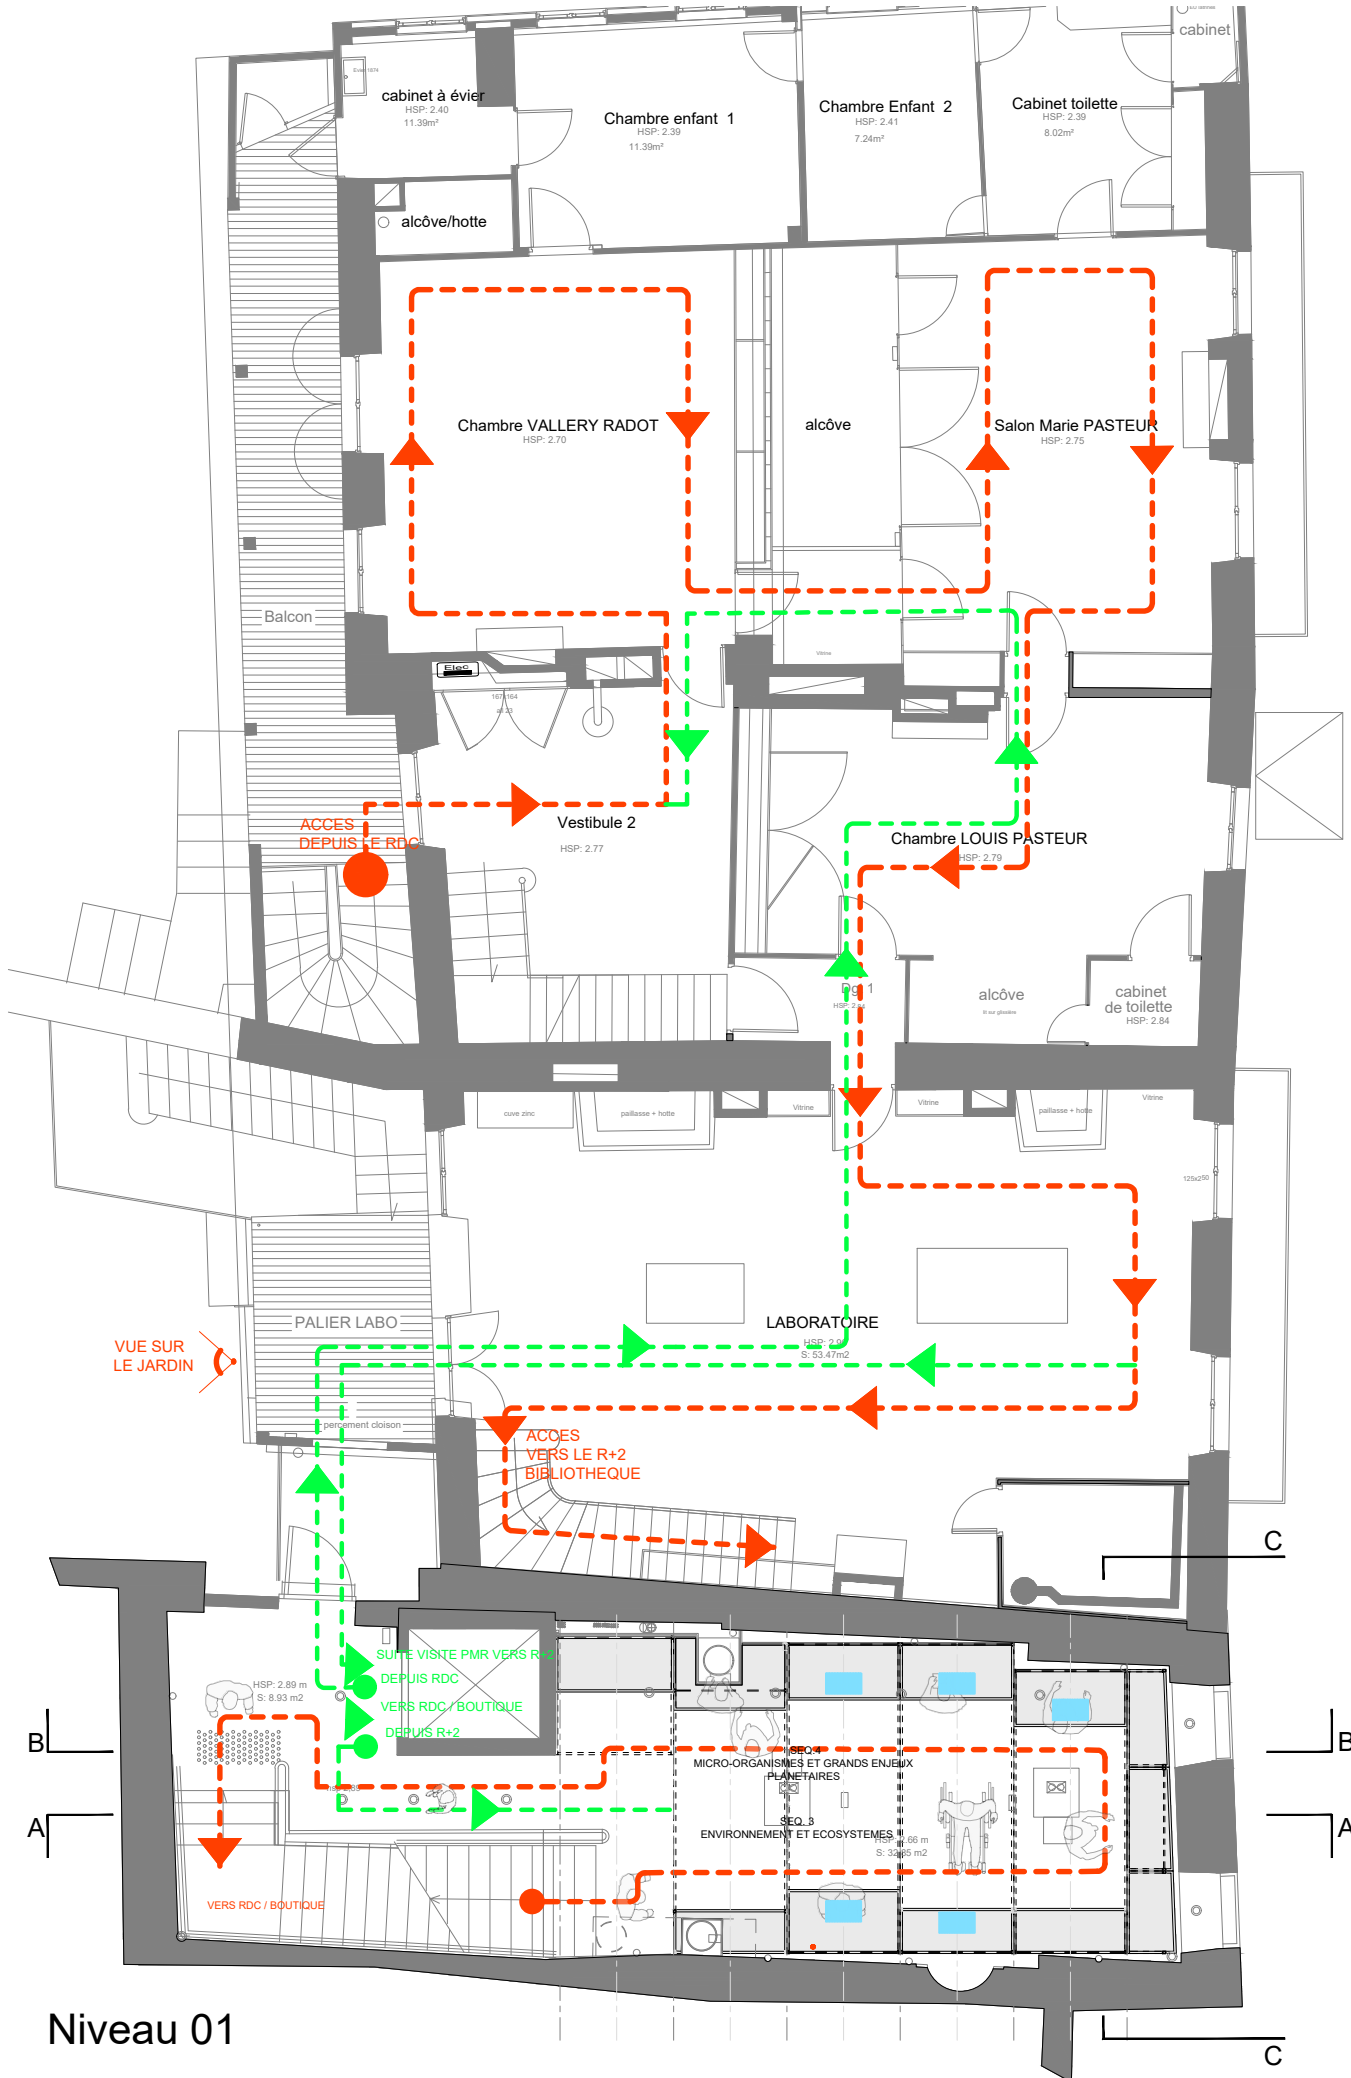 cabinet
cabinet à évier
HSP: 2.40
11.39m²
Chambre enfant 1
HSP: 2.39
11.39m²
Chambre Enfant 2
HSP: 2.41
7.24m²
Cabinet toilette
HSP: 2.39
8.02m²
alcôve/hotte
Chambre VALLERY RADOT
HSP: 2.70
alcôve
Salon Marie PASTEUR
HSP: 2.75
Balcon
Elec
Vitrine
ACCES
DEPUIS LE RDC
Vestibule 2
HSP: 2.77
Chambre LOUIS PASTEUR
HSP: 2.79
alcôve
lit sur glissière
cabinet
de toilette
HSP: 2.84
cuve zinc
paillasse + hotte
Vitrine
Vitrine
paillasse + hotte
Vitrine
PALIER LABO
LABORATOIRE
S: 53.47m2
VUE SUR
LE JARDIN
percement cloison
ACCES
VERS LE R+2
BIBLIOTHEQUE
C
SUITE VISITE PMR VERS R+2
DEPUIS RDC
VERS RDC / BOUTIQUE
DEPUIS R+2
HSP: 2.89 m
S: 8.93 m2
B
B
SEQ.4
MICRO-ORGANISMES ET GRANDS ENJEUX
PLANETAIRES
A
A
SEQ. 3
ENVIRONNEMENT ET ECOSYSTEMES
VERS RDC / BOUTIQUE
Niveau 01
C